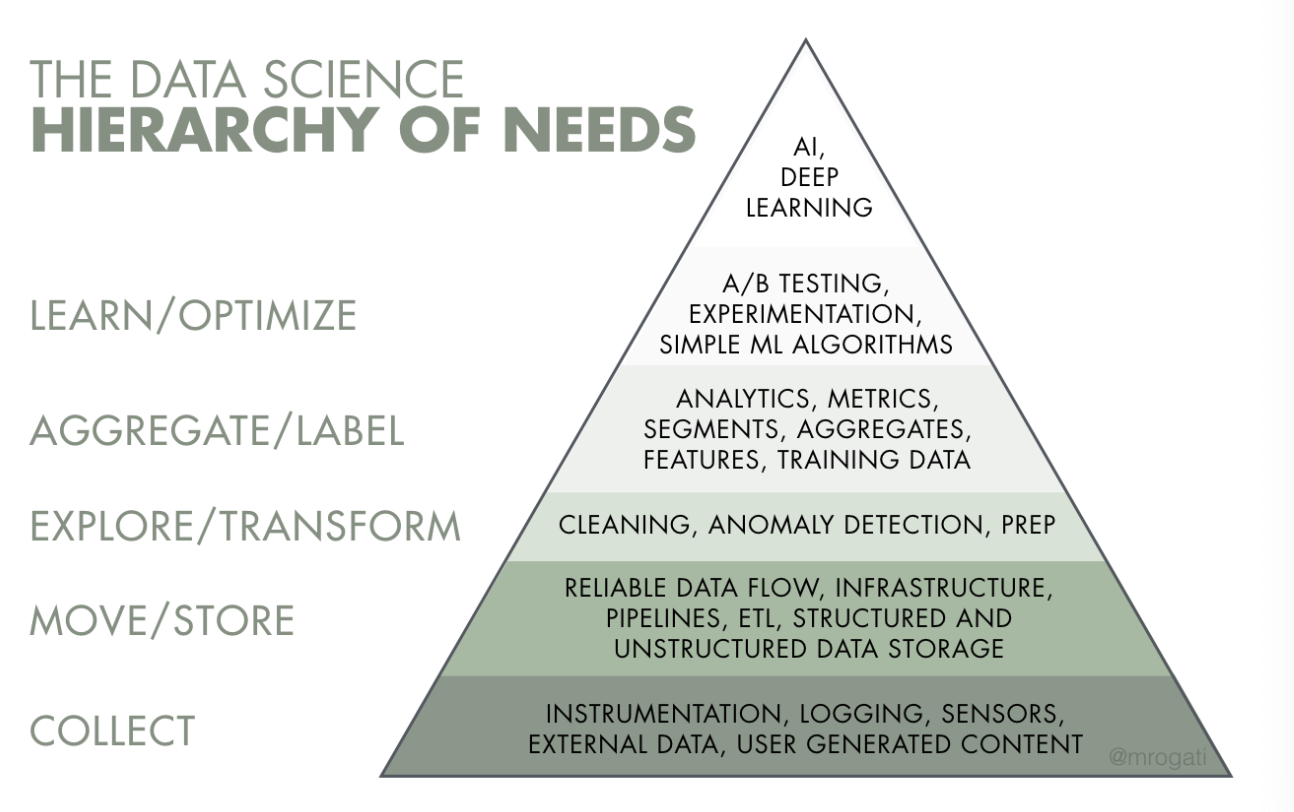 THE DATA SCIENCE
HIERARCHY OF NEEDS
AI,
DEEP
LEARNING
LEARN/OPTIMIZE
A/B TESTING,
EXPERIMENTATION,
SIMPLE ML ALGORITHMS
AGGREGATE/LABEL
ANALYTICS, METRICS,
SEGMENTS, AGGREGATES,
FEATURES, TRAINING DATA
EXPLORE/TRANSFORM
CLEANING, ANOMALY DETECTION, PREP
MOVE/STORE
RELIABLE DATA FLOW, INFRASTRUCTURE,
PIPELINES, ETL, STRUCTURED AND
UNSTRUCTURED DATA STORAGE
COLLECT
INSTRUMENTATION, LOGGING, SENSORS,
EXTERNAL DATA, USER GENERATED CONTENT
@mrogati